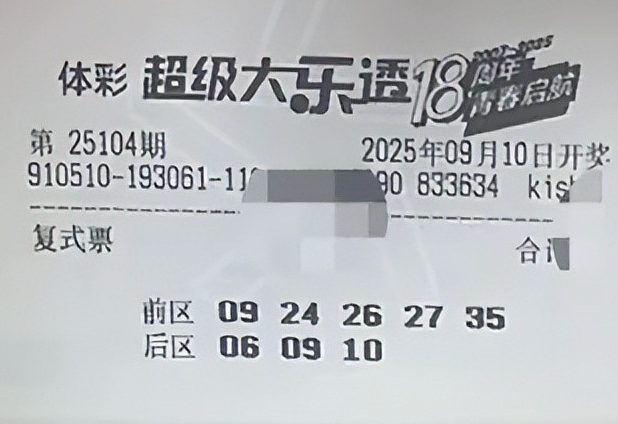 体彩 超级大乐透 18周年 2007-2025
青春启航
第 25104期 2025年09月10日开奖
910510-193061-11 90 833634 kis
复式票 合
前区 09 24 26 27 35
后区 06 09 10